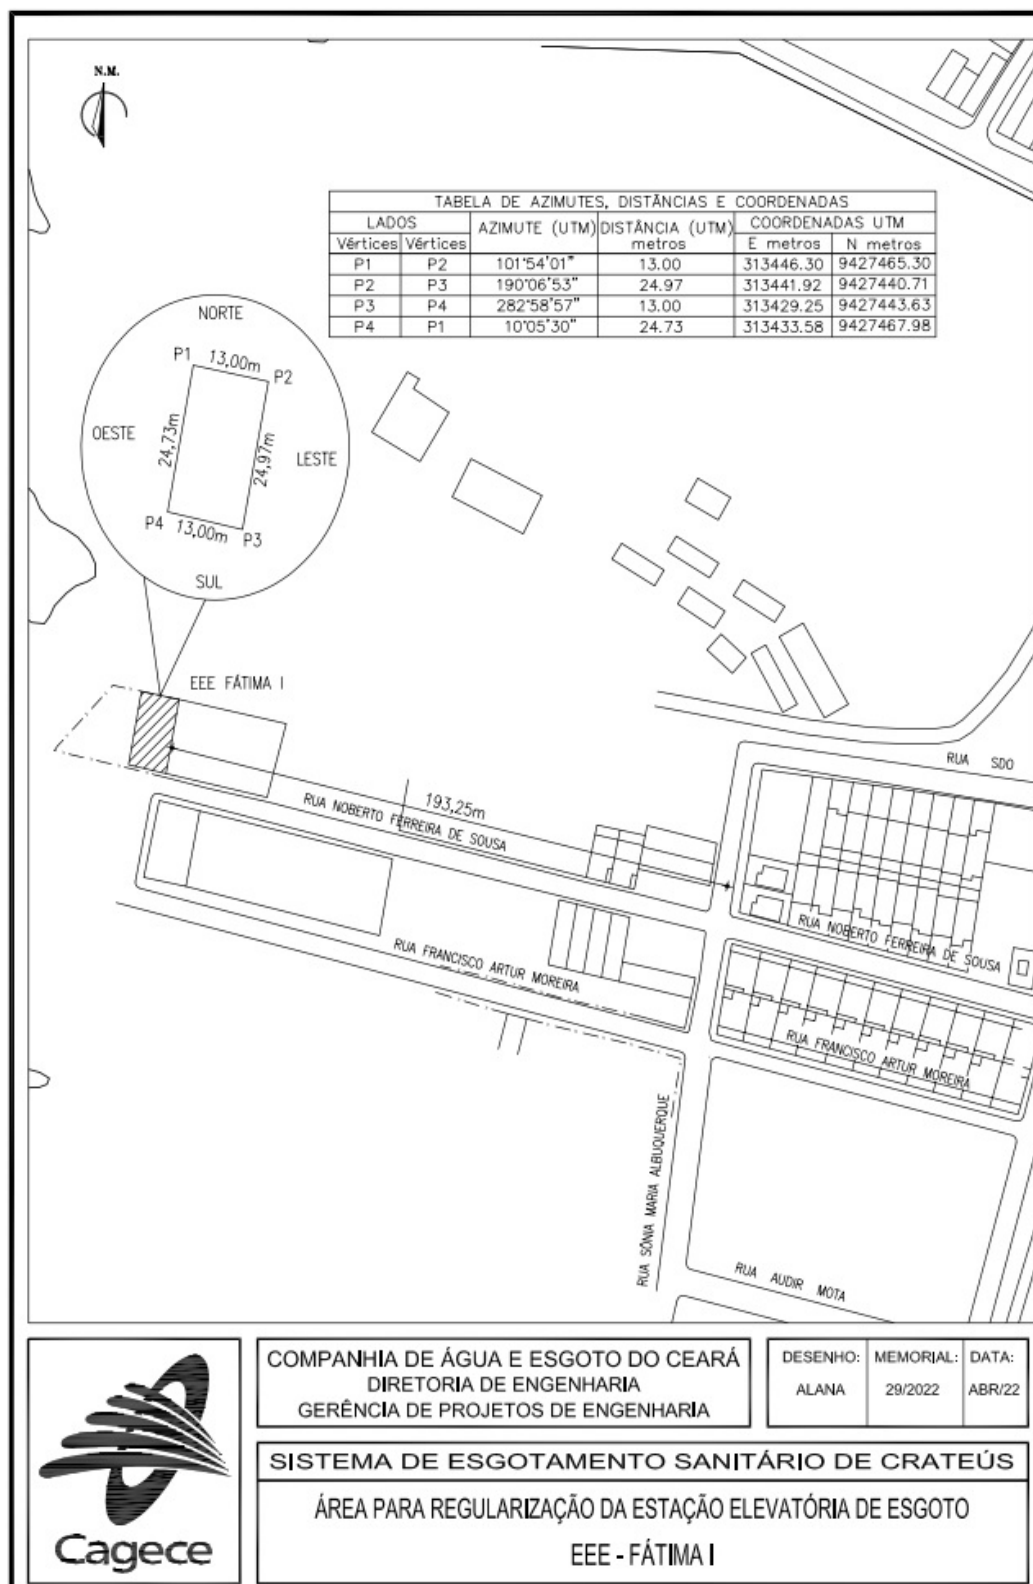 N.M.
TABELA DE AZIMUTES, DISTÂNCIAS E COORDENADAS
LADOS AZIMUTE (UTM) DISTÂNCIA (UTM) metros COORDENADAS UTM
Vértices Vértices E metros N metros
P1 P2 101°54'01" 13.00 313446.30 9427465.30
P2 P3 190°06'53" 24.97 313441.92 9427440.71
P3 P4 282°58'57" 13.00 313429.25 9427443.63
P4 P1 10°05'30" 24.73 313433.58 9427467.98
NORTE
P1 13,00m P2
OESTE
24,73m
24,97m
LESTE
P4 13,00m P3
SUL
EEE FÁTIMA I
RUA SDO
193,25m
RUA NOBERTO FERREIRA DE SOUSA
RUA NOBERTO FERREIRA DE SOUSA
RUA FRANCISCO ARTUR MOREIRA
RUA FRANCISCO ARTUR MOREIRA
RUA SÔNIA MARIA ALBUQUERQUE
RUA AUDIR MOTA
COMPANHIA DE ÁGUA E ESGOTO DO CEARÁ
DIRETORIA DE ENGENHARIA
GERÊNCIA DE PROJETOS DE ENGENHARIA
DESENHO: MEMORIAL: DATA:
ALANA 29/2022 ABR/22
SISTEMA DE ESGOTAMENTO SANITÁRIO DE CRATEÚS
ÁREA PARA REGULARIZAÇÃO DA ESTAÇÃO ELEVATÓRIA DE ESGOTO
EEE - FÁTIMA I
Cagece